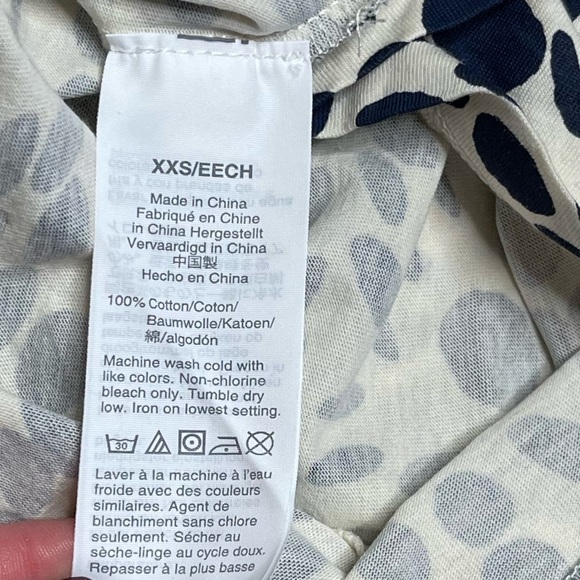 XXS/EECH
Made in China
Fabriqué en Chine
in China Hergestellt
Vervaardigd in China
中国製
Hecho en China
100% Cotton/Coton/
Baumwolle/Katoen/
綿/algodón
Machine wash cold with
like colors. Non-chlorine
bleach only. Tumble dry
low. Iron on lowest setting.
30
Laver à la machine à l'eau
froide avec des couleurs
similaires. Agent de
blanchiment sans chlore
seulement. Sécher au
sèche-linge au cycle doux.
Repasser à la plus basse